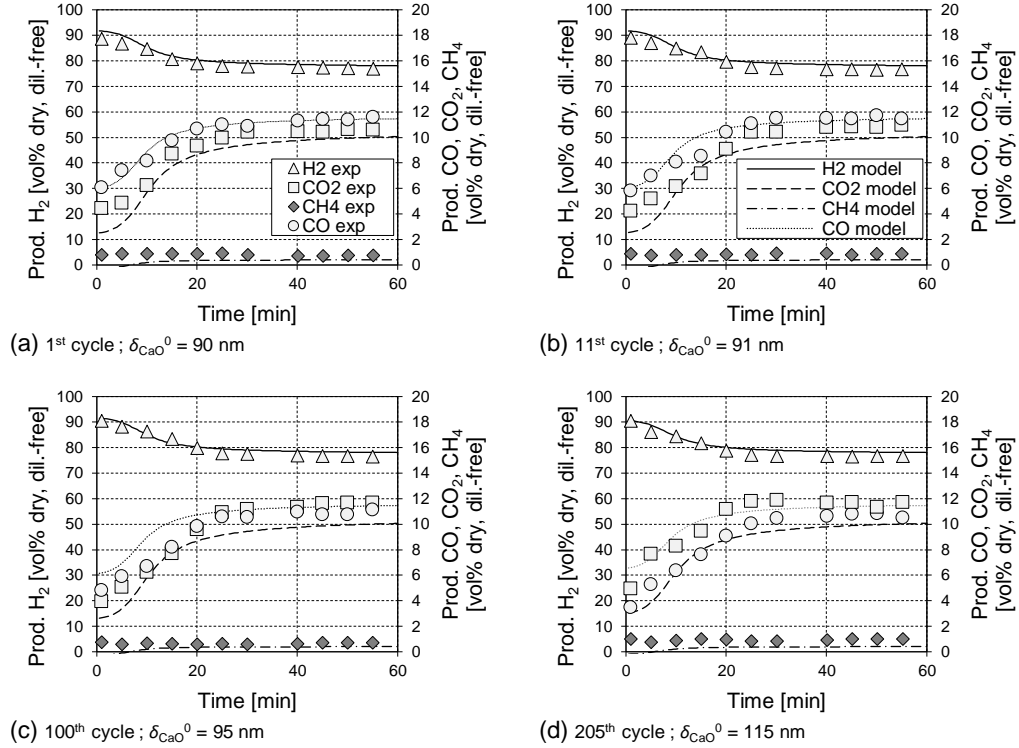 100
90
80
70
60
50
40
30
20
10
0
20
18
16
14
12
10
8
6
4
2
0
0 20 40 60
Prod. H2 [vol% dry, dil.-free]
Prod. CO, CO2, CH4
[vol% dry, dil.-free]
H2 exp
CO2 exp
CH4 exp
CO exp
Time [min]
(a) 1st cycle ; δCaO0 = 90 nm
100
90
80
70
60
50
40
30
20
10
0
20
18
16
14
12
10
8
6
4
2
0
0 20 40 60
Prod. H2 [vol% dry, dil.-free]
Prod. CO, CO2, CH4
[vol% dry, dil.-free]
H2 model
CO2 model
CH4 model
CO model
Time [min]
(b) 11st cycle ; δCaO0 = 91 nm
100
90
80
70
60
50
40
30
20
10
0
20
18
16
14
12
10
8
6
4
2
0
0 20 40 60
Prod. H2 [vol% dry, dil.-free]
Prod. CO, CO2, CH4
[vol% dry, dil.-free]
Time [min]
(c) 100th cycle ; δCaO0 = 95 nm
100
90
80
70
60
50
40
30
20
10
0
20
18
16
14
12
10
8
6
4
2
0
0 20 40 60
Prod. H2 [vol% dry, dil.-free]
Prod. CO, CO2, CH4
[vol% dry, dil.-free]
Time [min]
(d) 205th cycle ; δCaO0 = 115 nm